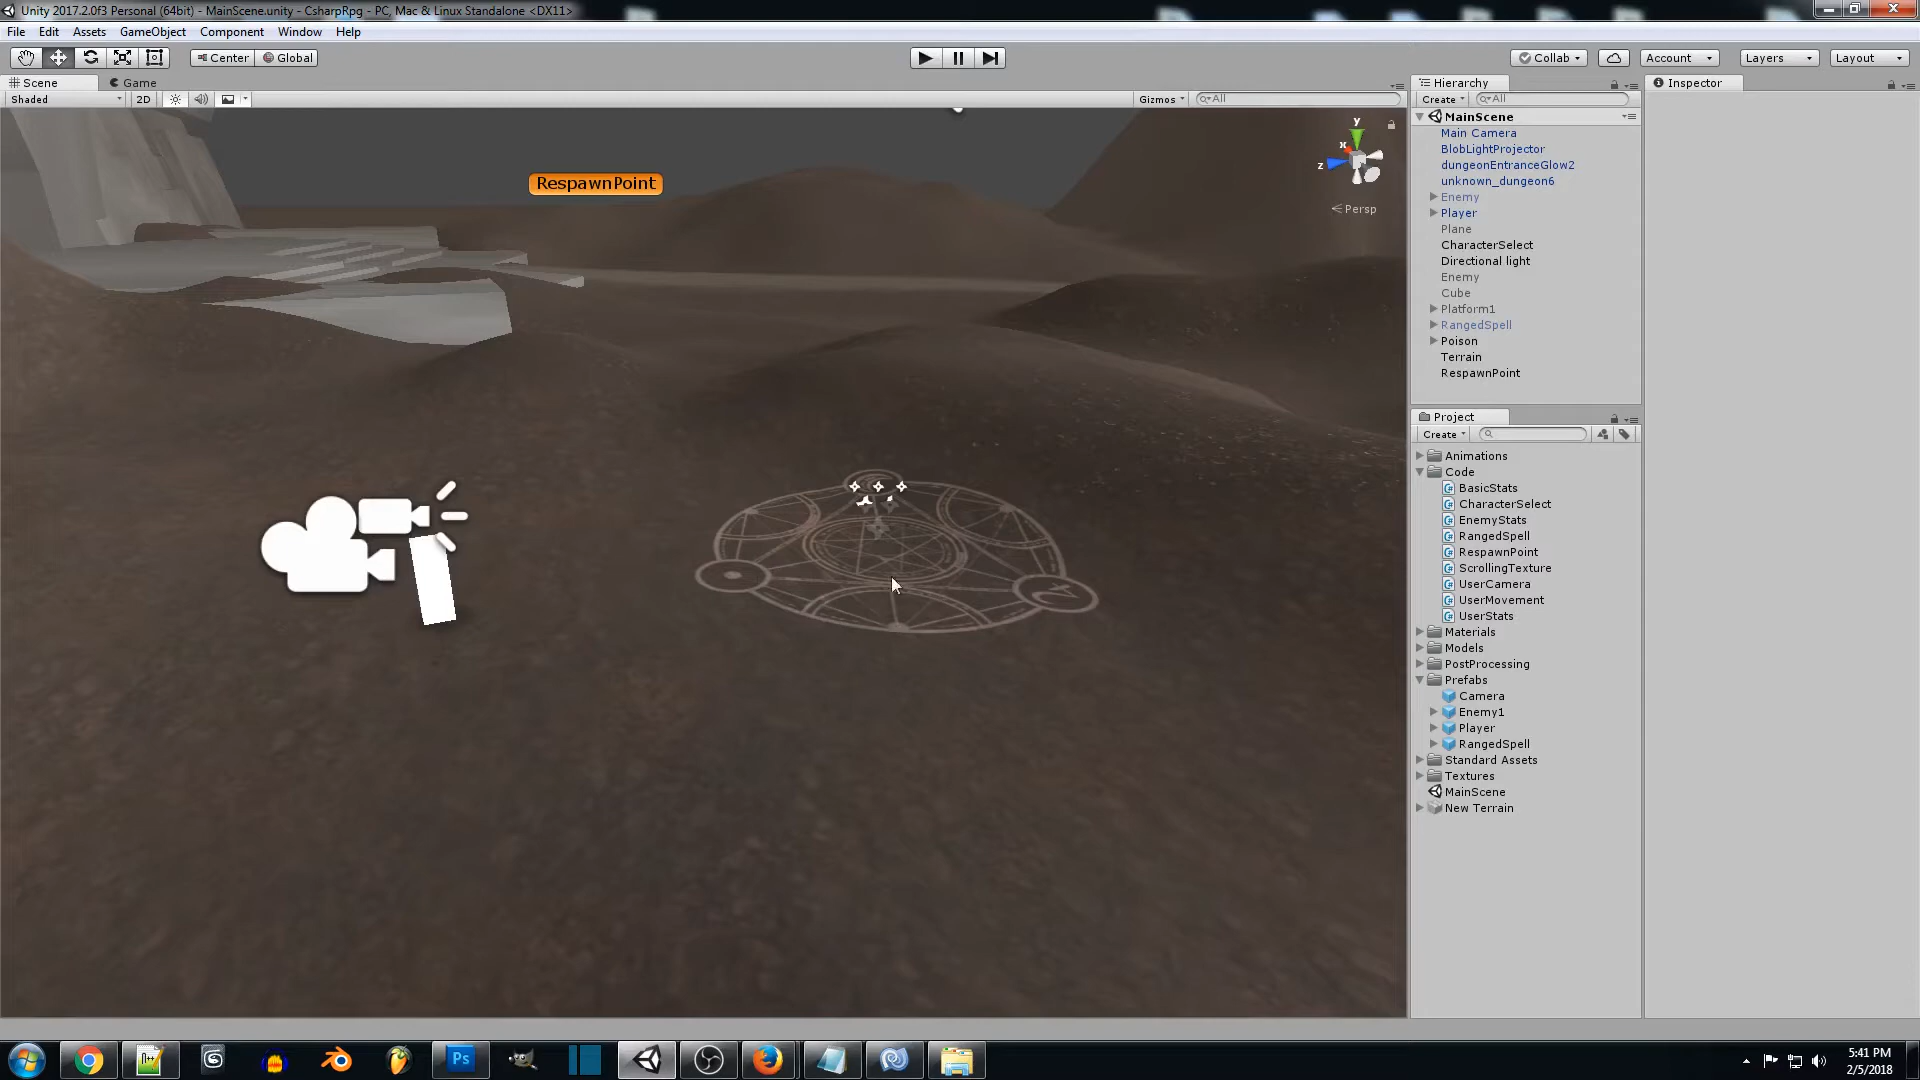 Unity 2017.2.0f3 Personal (64bit) - MainScene.unity - CsharpRpg - PC, Mac & Linux Standalone <DX11>
File Edit Assets GameObject Component Window Help
Center Global Collab Account Layers Layout
Scene Game
Shaded 2D Gizmos All
RespawnPoint
y
x
z
Persp
Hierarchy
Create All
MainScene
Main Camera
BlobLightProjector
dungeonEntranceGlow2
unknown_dungeon6
Enemy
Player
Plane
CharacterSelect
Directional light
Enemy
Cube
Platform1
RangedSpell
Poison
Terrain
RespawnPoint
Project
Create
Animations
Code
BasicStats
CharacterSelect
EnemyStats
RangedSpell
RespawnPoint
ScrollingTexture
UserCamera
UserMovement
UserStats
Materials
Models
PostProcessing
Prefabs
Camera
Enemy1
Player
RangedSpell
Standard Assets
Textures
MainScene
New Terrain
Inspector
Ps
5:41 PM
2/5/2018